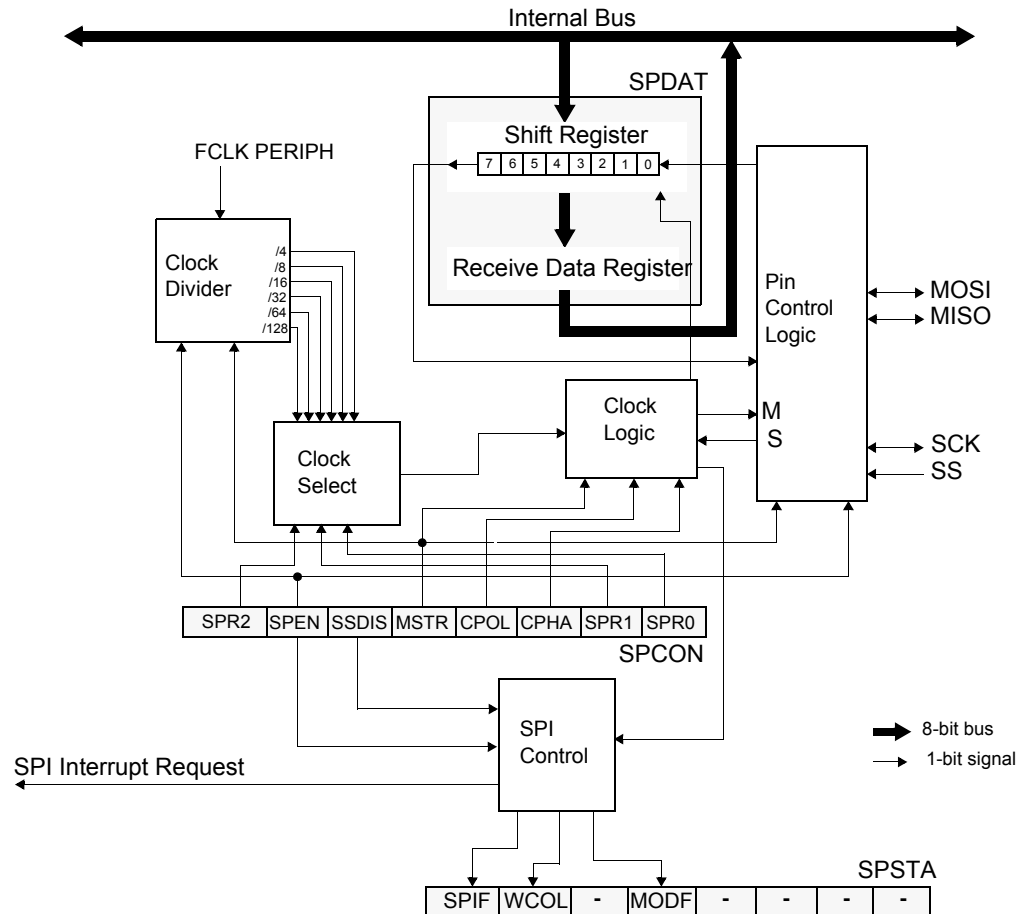 Internal Bus
SPDAT
Shift Register
7 6 5 4 3 2 1 0
FCLK PERIPH
Clock
Divider
/4
/8
/16
/32
/64
/128
Receive Data Register
Pin
Control
Logic
MOSI
MISO
Clock
Logic
M
S
SCK
SS
Clock
Select
SPR2 SPEN SSDIS MSTR CPOL CPHA SPR1 SPR0
SPCON
SPI
Control
8-bit bus
1-bit signal
SPI Interrupt Request
SPSTA
SPIF WCOL - MODF - - - -